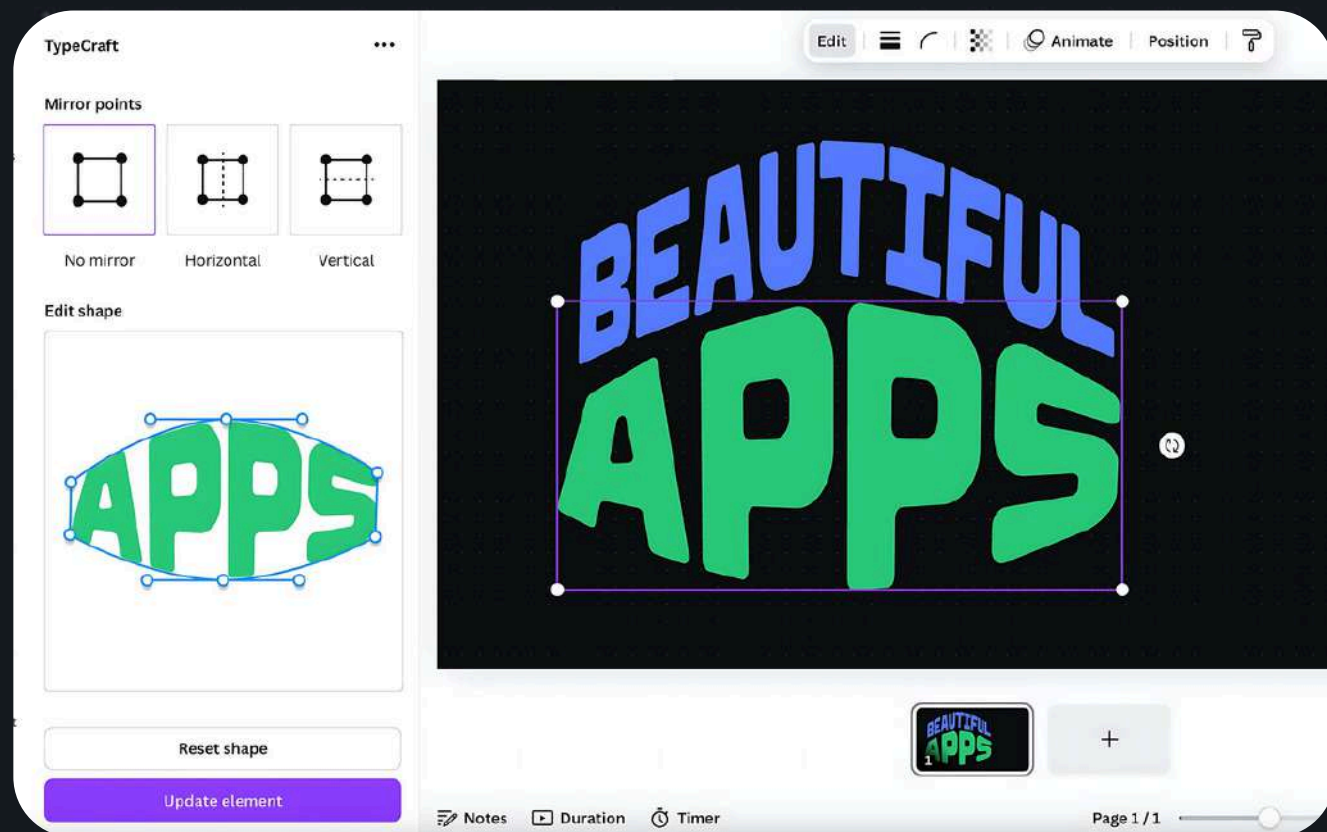 TypeCraft
Mirror points
No mirror Horizontal Vertical
Edit shape
APPS
Reset shape
Update element
Edit Animate Position
BEAUTIFUL
APPS
BEAUTIFUL
APPS
1
Notes Duration Timer
Page 1 / 1